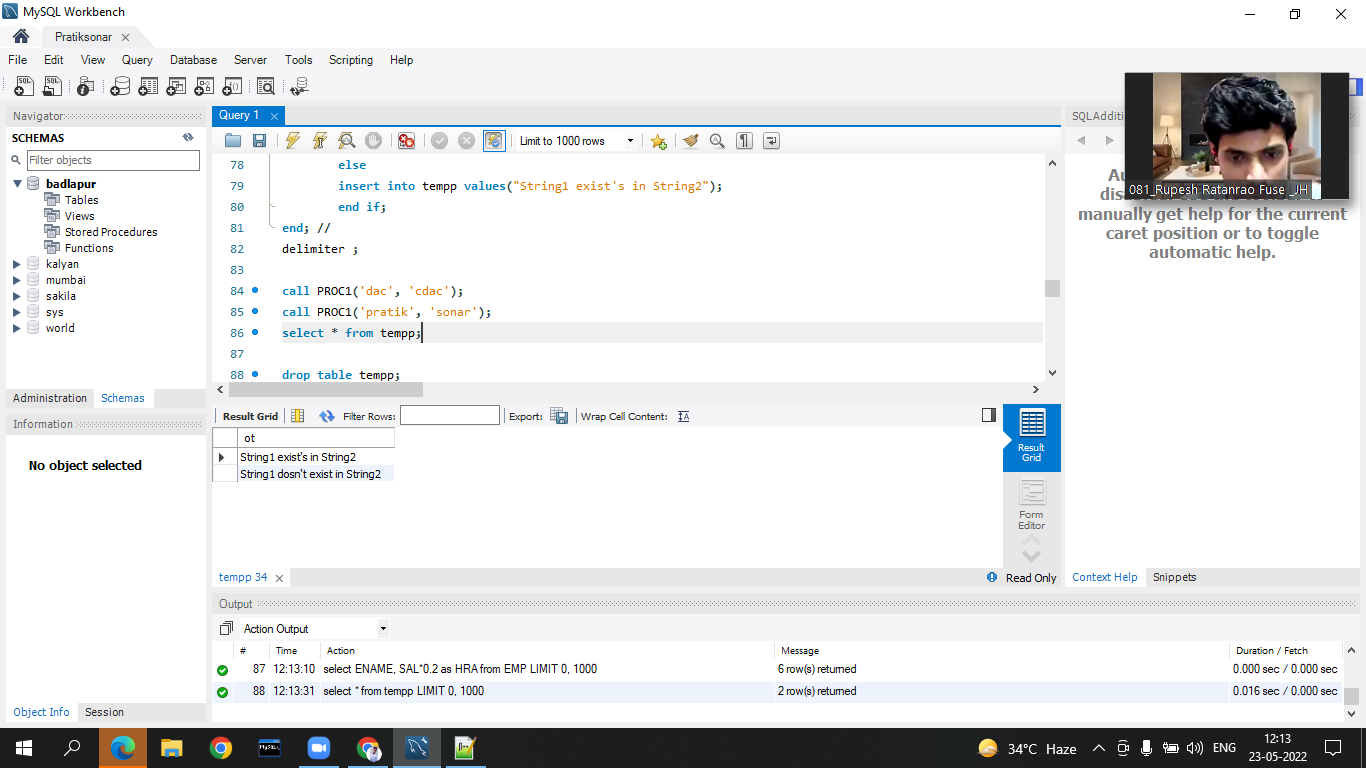 MySQL Workbench
Pratiksonar
File Edit View Query Database Server Tools Scripting Help
Navigator
SCHEMAS
Filter objects
badlapur
Tables
Views
Stored Procedures
Functions
kalyan
mumbai
sakila
sys
world
Administration Schemas
Information
No object selected
Object Info Session
Query 1
Limit to 1000 rows
78 else
79 insert into tempp values("String1 exist's in String2");
80 end if;
81 end; //
82 delimiter ;
83
84 call PROC1('dac', 'cdac');
85 call PROC1('pratik', 'sonar');
86 select * from tempp;
87
88 drop table tempp;
Result Grid Filter Rows: Export: Wrap Cell Content:
ot
String1 exist's in String2
String1 dosn't exist in String2
Result Grid
Form Editor
tempp 34 Read Only
SQL Additi
081_Rupesh Ratanrao Fuse _JH
manually get help for the current
caret position or to toggle
automatic help.
Context Help Snippets
Output
Action Output
# Time Action Message Duration / Fetch
87 12:13:10 select ENAME, SAL*0.2 as HRA from EMP LIMIT 0, 1000 6 row(s) returned 0.000 sec / 0.000 sec
88 12:13:31 select * from tempp LIMIT 0, 1000 2 row(s) returned 0.016 sec / 0.000 sec
34°C Haze ENG 12:13
23-05-2022